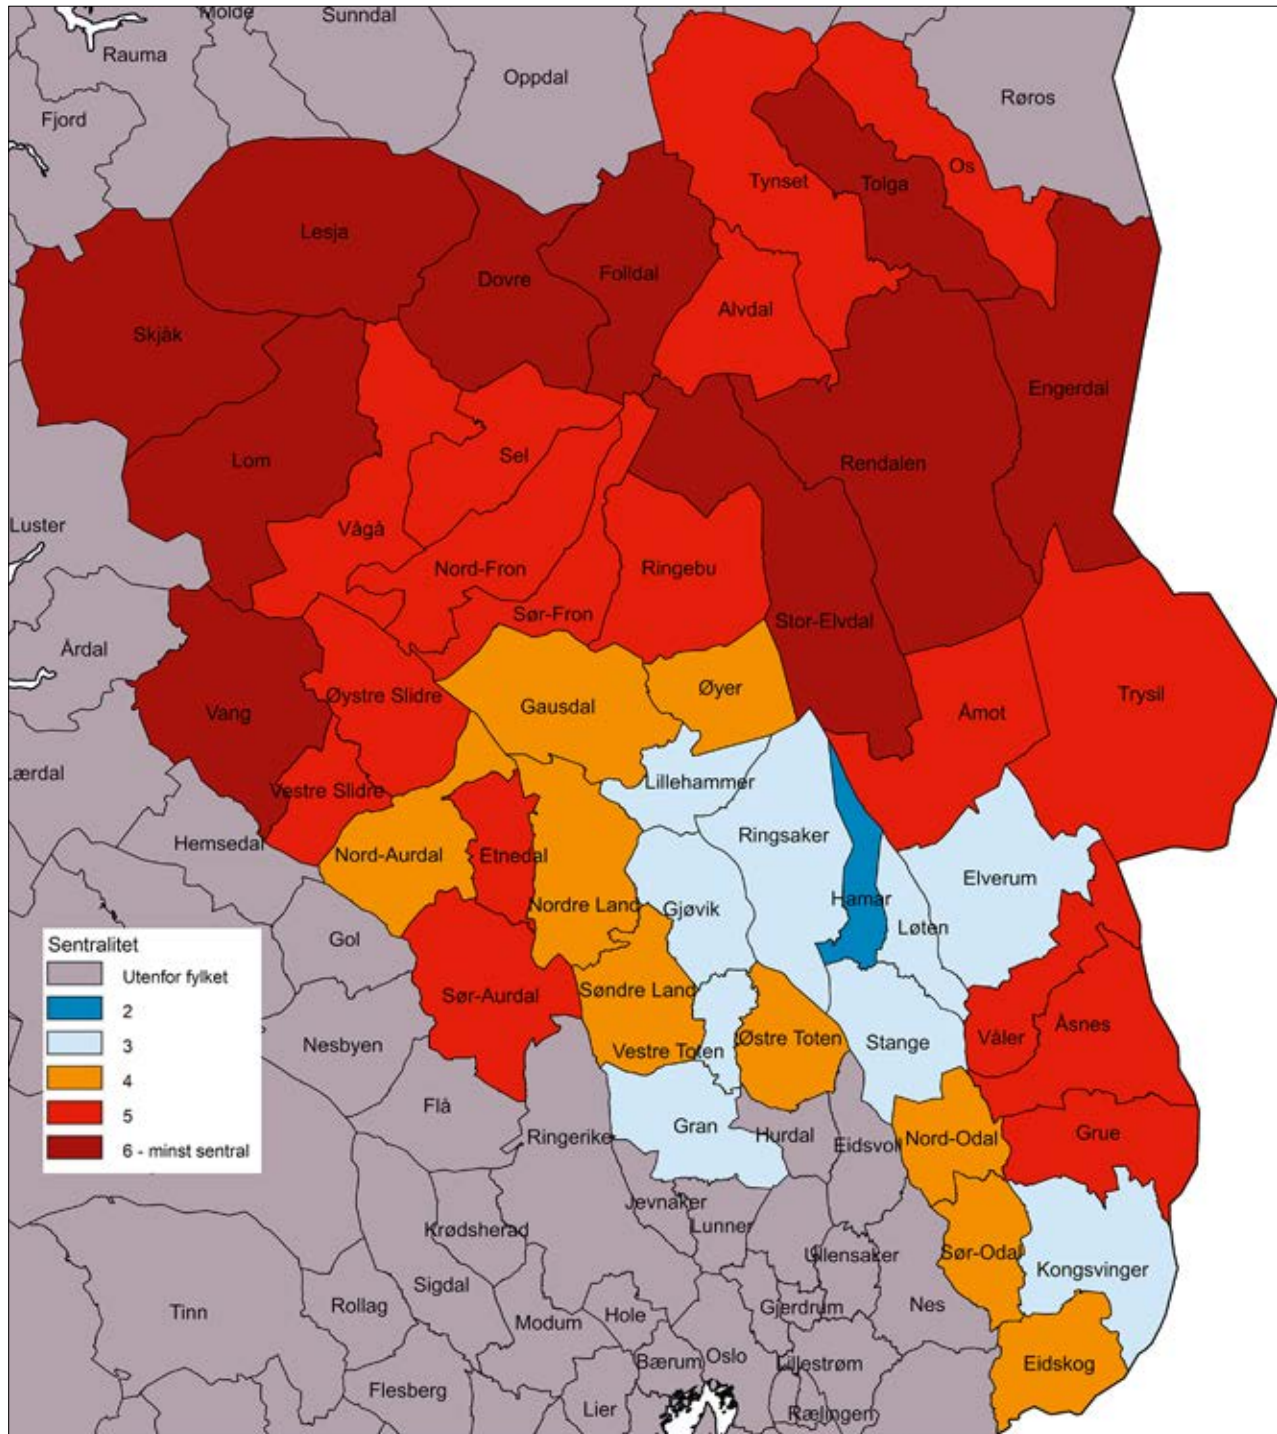 Molde
Sunndal
Rauma
Oppdal
Røros
Fjord
Os
Tynset
Tolga
Lesja
Dovre
Folldal
Alvdal
Skjåk
Engerdal
Sel
Lom
Rendalen
Luster
Vågå
Nord-Fron
Ringebu
Sør-Fron
Stor-Elvdal
Årdal
Øystre Slidre
Øyer
Trysil
Gausdal
Vang
Åmot
Lærdal
Lillehammer
Vestre Slidre
Ringsaker
Hemsedal
Nord-Aurdal
Etnedal
Elverum
Hamar
Nordre Land
Gjøvik
Løten
Gol
Sentralitet
Utenfor fylket
2
3
4
5
6 - minst sentral
Søndre Land
Sør-Aurdal
Åsnes
Østre Toten
Våler
Stange
Nesbyen
Vestre Toten
Flå
Gran
Hurdal
Ringerike
Eidsvoll
Nord-Odal
Grue
Jevnaker
Lunner
Krødsherad
Ullensaker
Sør-Odal
Kongsvinger
Sigdal
Tinn
Rollag
Hole
Gjerdrum
Nes
Modum
Bærum
Oslo
Lillestrøm
Eidskog
Flesberg
Lier
Rælingen